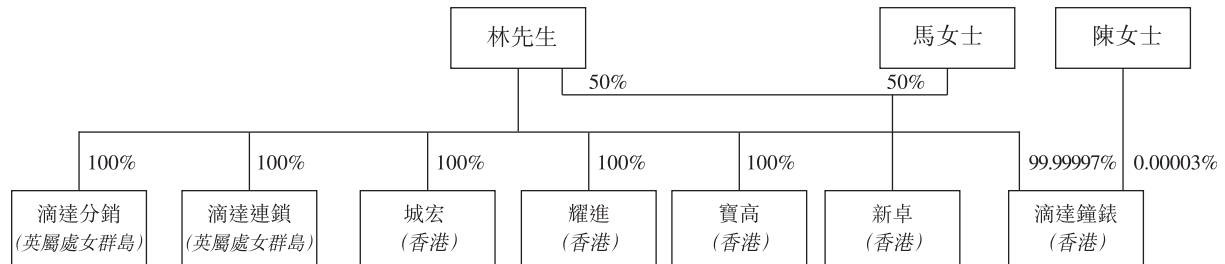 林先生
馬女士
陳女士
50%
50%
100%
100%
100%
100%
100%
99.99997%
0.00003%
滴達分銷
(英屬處女群島)
滴達連鎖
(英屬處女群島)
城宏
(香港)
耀進
(香港)
寶高
(香港)
新卓
(香港)
滴達鐘錶
(香港)